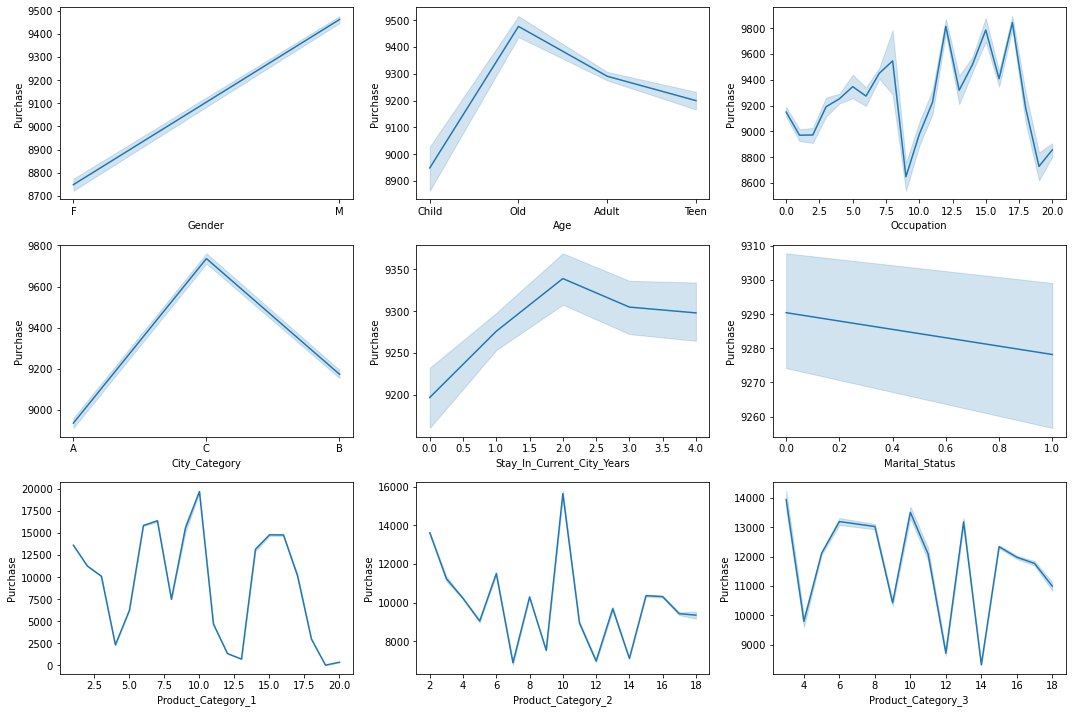 9500
9400
9300
9200
9100
9000
8900
8800
8700
Purchase
F M
Gender
9500
9400
9300
9200
9100
9000
8900
Purchase
Child Old Adult Teen
Age
9800
9600
9400
9200
9000
8800
8600
Purchase
0.0 2.5 5.0 7.5 10.0 12.5 15.0 17.5 20.0
Occupation
9800
9600
9400
9200
9000
Purchase
A C B
City_Category
9350
9300
9250
9200
Purchase
0.0 0.5 1.0 1.5 2.0 2.5 3.0 3.5 4.0
Stay_In_Current_City_Years
9310
9300
9290
9280
9270
9260
Purchase
0.0 0.2 0.4 0.6 0.8 1.0
Marital_Status
20000
17500
15000
12500
10000
7500
5000
2500
0
Purchase
2.5 5.0 7.5 10.0 12.5 15.0 17.5 20.0
Product_Category_1
16000
14000
12000
10000
8000
Purchase
2 4 6 8 10 12 14 16 18
Product_Category_2
14000
13000
12000
11000
10000
9000
Purchase
4 6 8 10 12 14 16 18
Product_Category_3